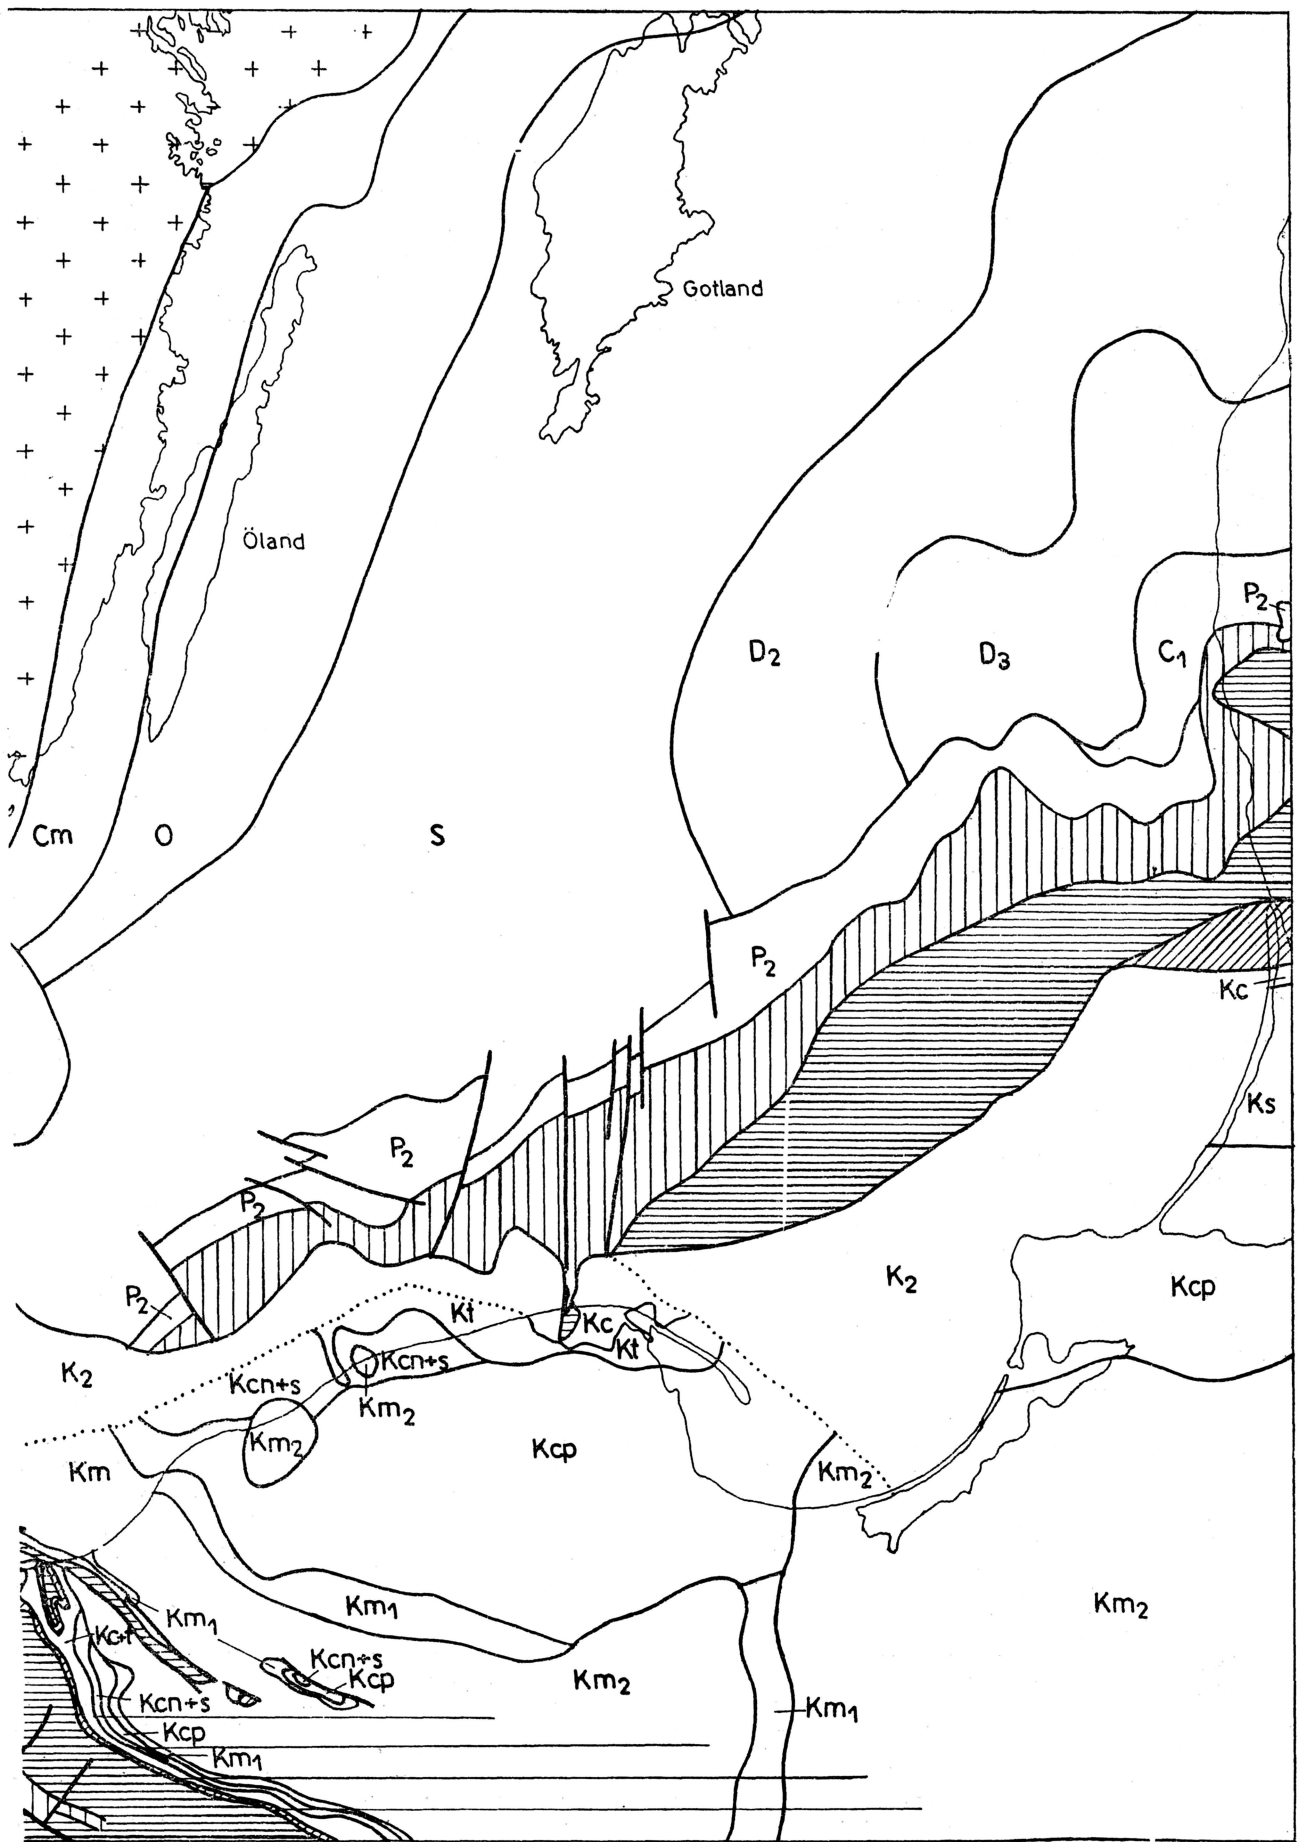 Gotland
Öland
P₂
D₂
D₃
C₁
Cm
O
S
P₂
Kc
Ks
P₂
P₂
P₂
K₂
Kcp
Kt
Kc
Kt
K₂
Kcn+s
Kcn+s
Km₂
Km₂
Kcp
Km
Km₂
Km₁
Km₂
Km₁
Kc+t
Kcn+s
Kcp
Km₂
Kcn+s
Km₁
Kcp
Km₁